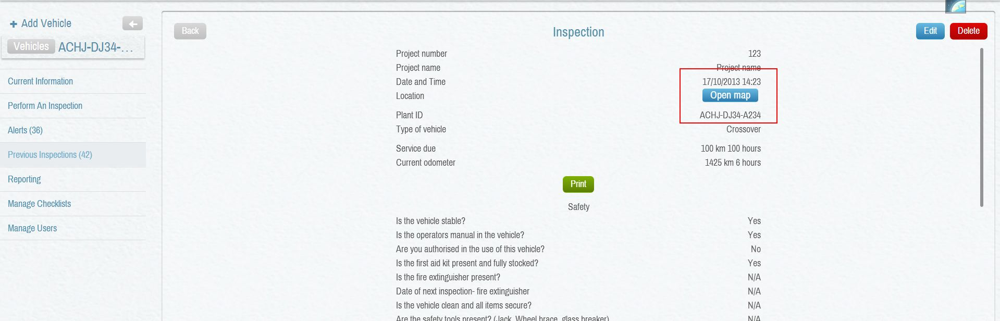 Add Vehicle
Vehicles ACHJ-DJ34-...
Current Information
Perform An Inspection
Alerts (36)
Previous Inspections (42)
Reporting
Manage Checklists
Manage Users
Back Inspection Edit Delete
Project number 123
Project name Project name
Date and Time 17/10/2013 14:23
Location Open map
Plant ID ACHJ-DJ34-A234
Type of vehicle Crossover
Service due 100 km 100 hours
Current odometer 1425 km 6 hours
Print
Safety
Is the vehicle stable? Yes
Is the operators manual in the vehicle? Yes
Are you authorised in the use of this vehicle? No
Is the first aid kit present and fully stocked? Yes
Is the fire extinguisher present? N/A
Date of next inspection- fire extinguisher N/A
Is the vehicle clean and all items secure? N/A
Are the safety tools present? (Jack, Wheel brace, glass breaker) N/A